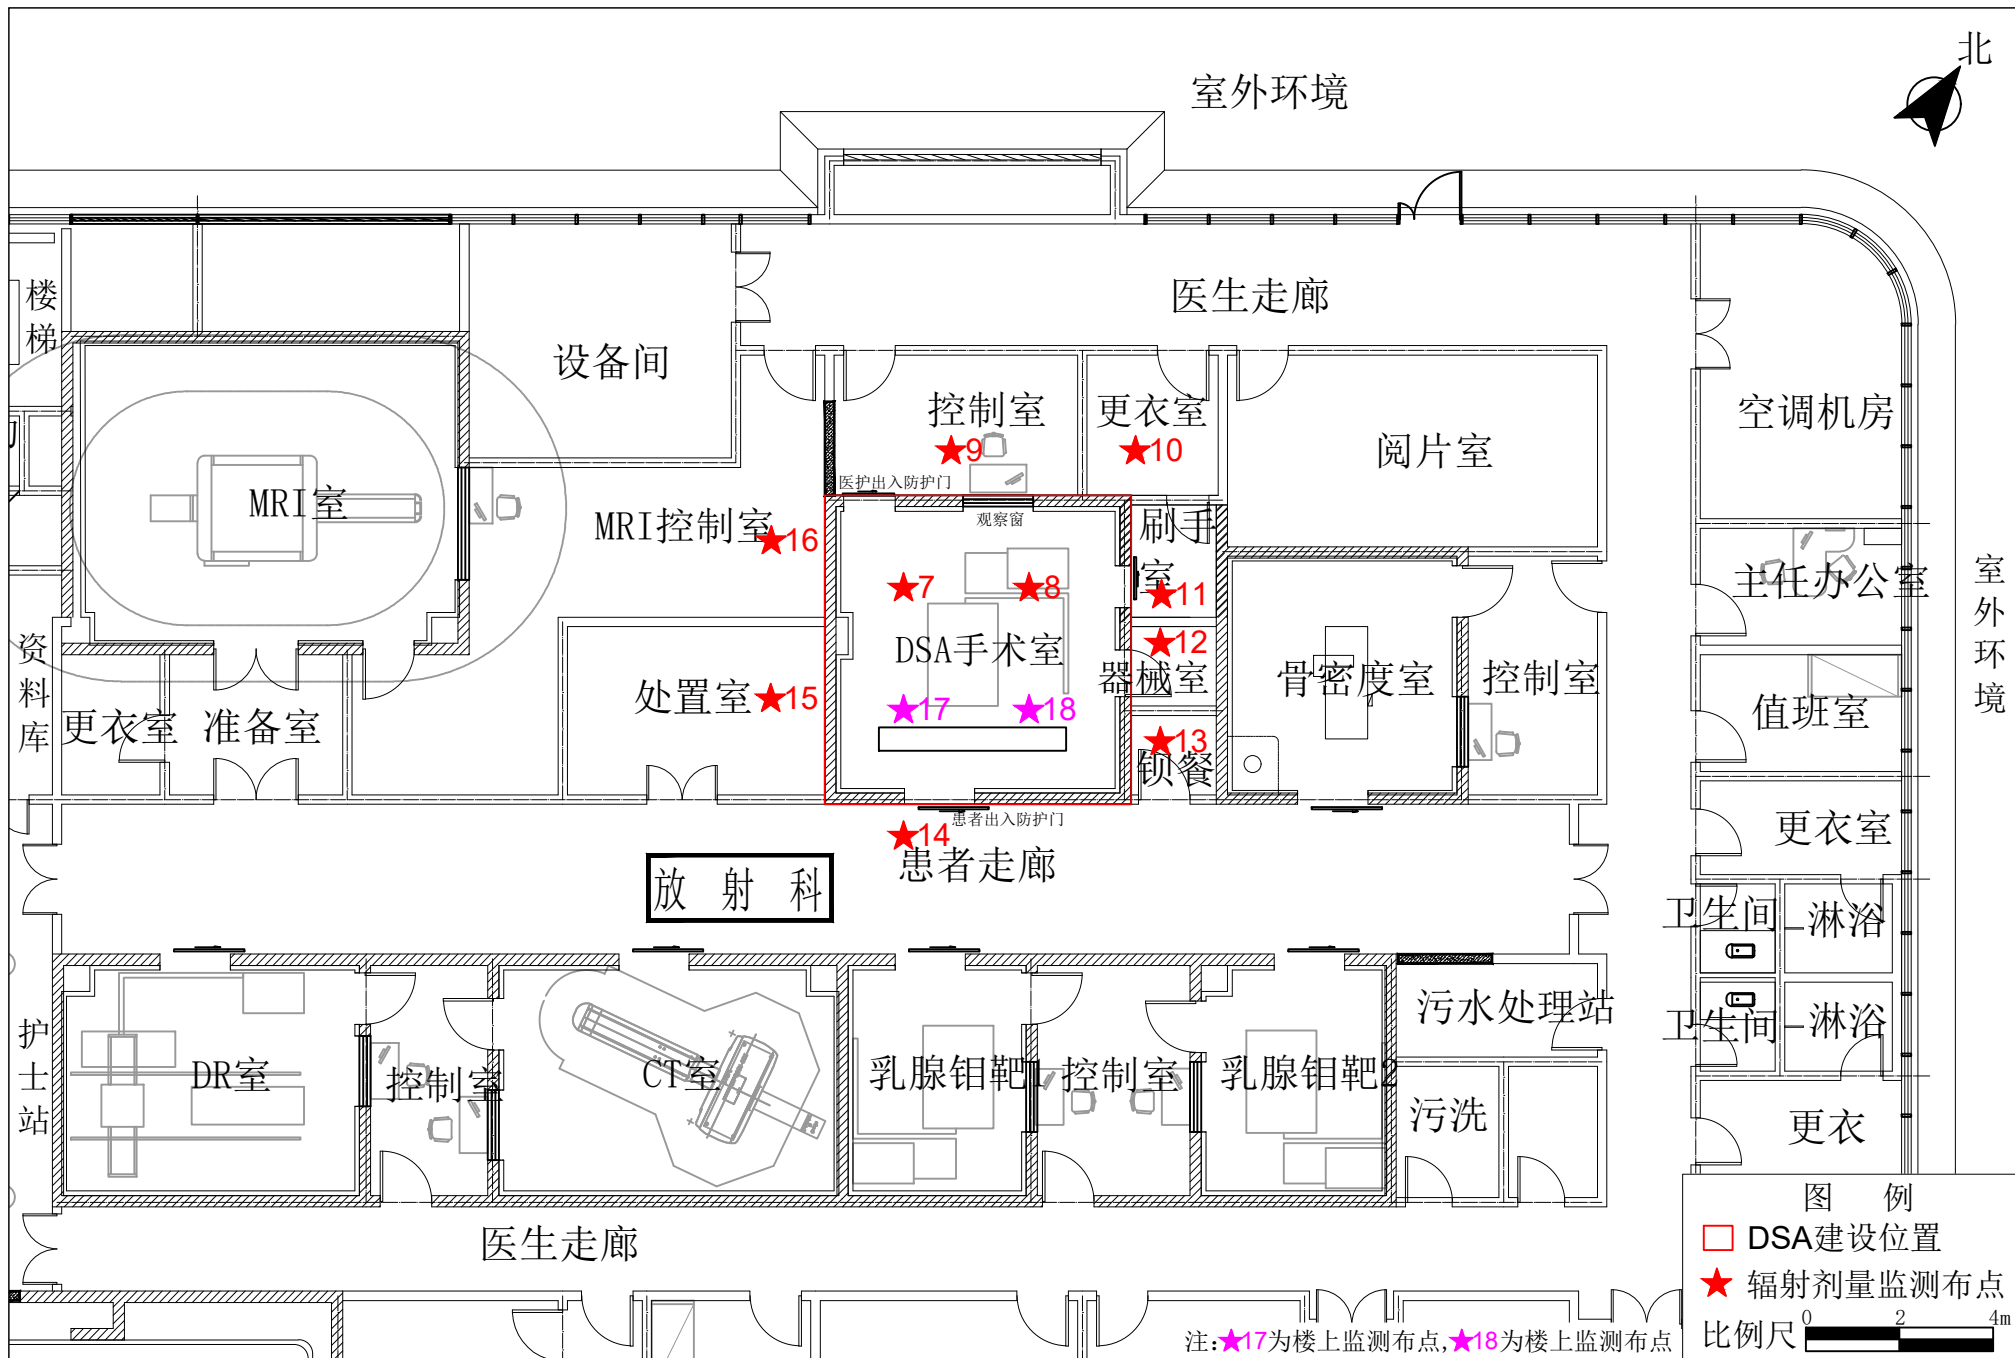 北
室外环境
楼梯
医生走廊
设备间
控制室
更衣室
空调机房
阅片室
★9
★10
医护出入防护门
MRI室
MRI控制室
观察窗
刷手室
★16
★7
★8
★11
主任办公室
室外环境
★12
DSA手术室
器械室
骨密度室
控制室
资料库
处置室
★15
★17
★18
值班室
更衣室
准备室
★13
锁餐
患者出入防护门
★14
患者走廊
更衣室
放射科
卫生间
淋浴
污水处理站
卫生间
淋浴
护士站
DR室
控制室
CT室
乳腺钼靶1
控制室
乳腺钼靶2
污洗
更衣
医生走廊
图 例
DSA建设位置
★ 辐射剂量监测布点
比例尺 0 2 4m
注:★17为楼上监测布点,★18为楼上监测布点